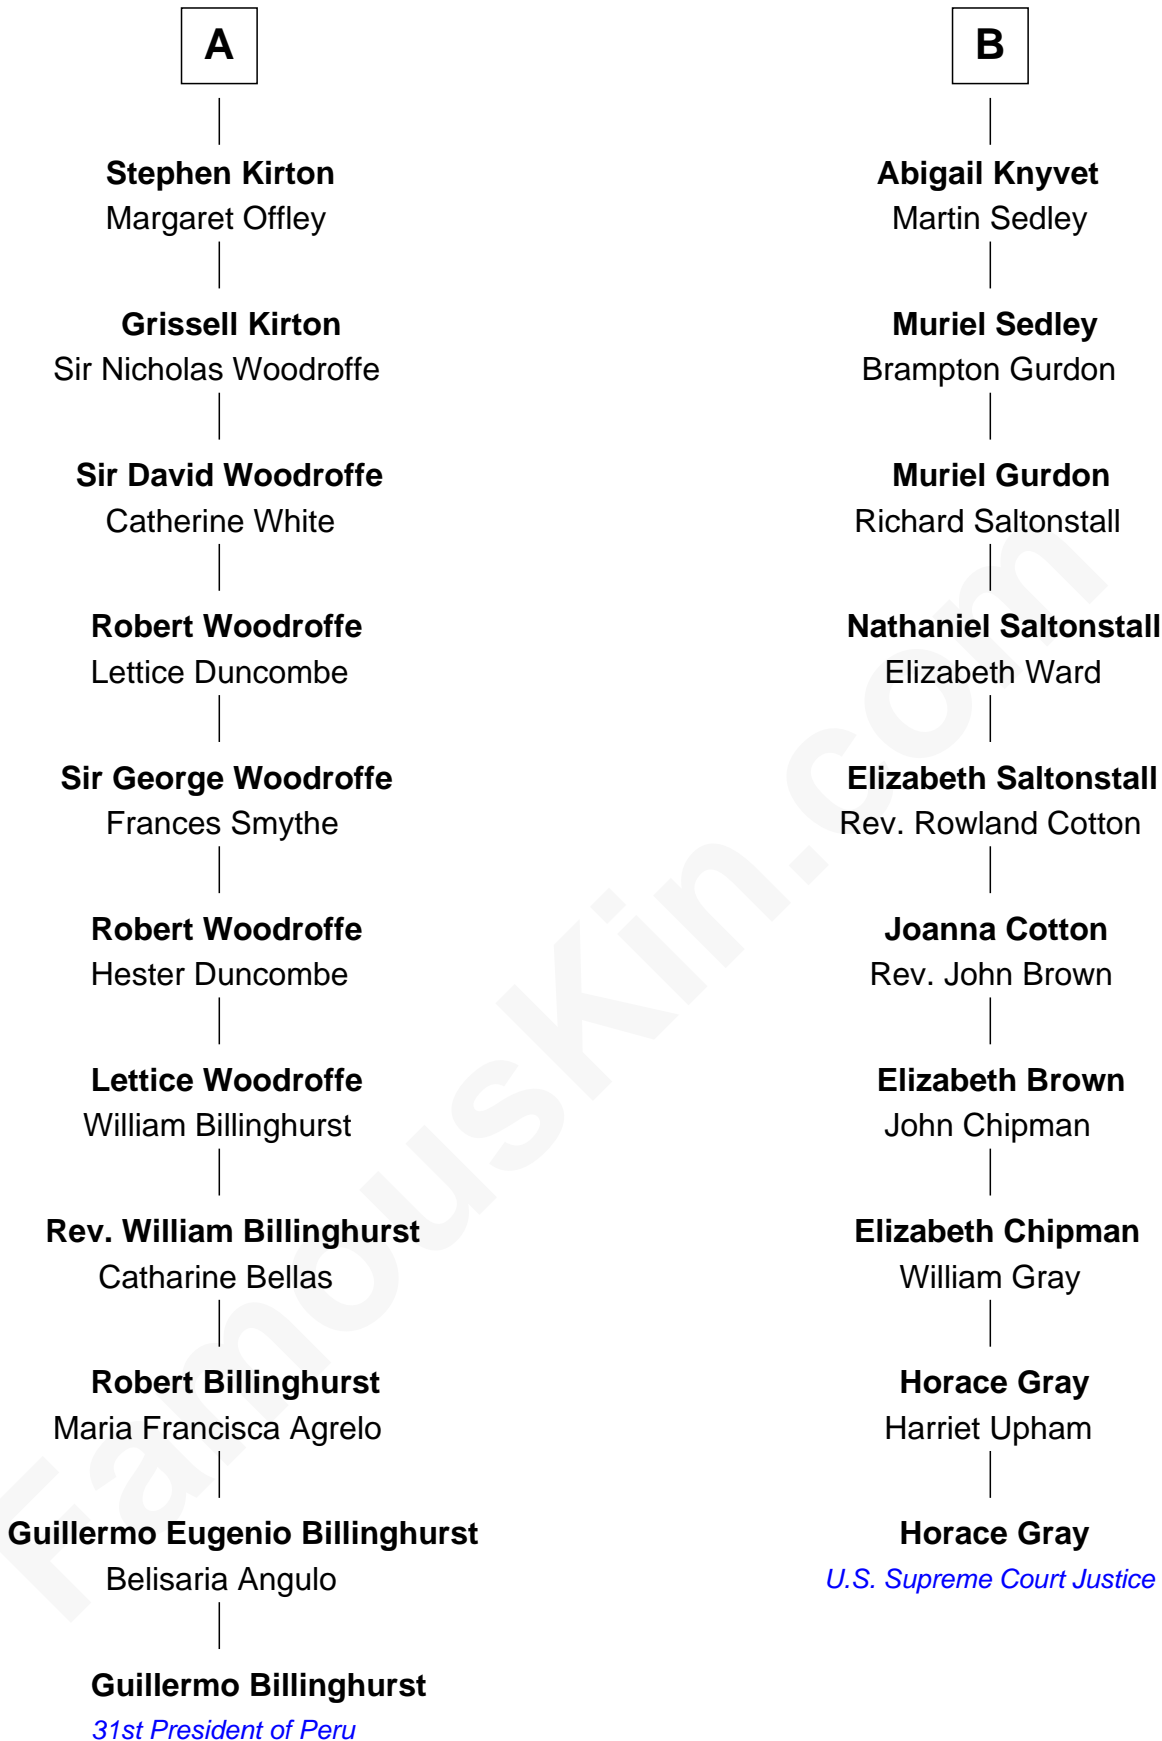 A
Stephen Kirton
Margaret Offley
Grissell Kirton
Sir Nicholas Woodroffe
Sir David Woodroffe
Catherine White
Robert Woodroffe
Lettice Duncombe
Sir George Woodroffe
Frances Smythe
Robert Woodroffe
Hester Duncombe
Lettice Woodroffe
William Billinghurst
Rev. William Billinghurst
Catharine Bellas
Robert Billinghurst
Maria Francisca Agrelo
Guillermo Eugenio Billinghurst
Belisaria Angulo
Guillermo Billinghurst
31st President of Peru
B
Abigail Knyvet
Martin Sedley
Muriel Sedley
Brampton Gurdon
Muriel Gurdon
Richard Saltonstall
Nathaniel Saltonstall
Elizabeth Ward
Elizabeth Saltonstall
Rev. Rowland Cotton
Joanna Cotton
Rev. John Brown
Elizabeth Brown
John Chipman
Elizabeth Chipman
William Gray
Horace Gray
Harriet Upham
Horace Gray
U.S. Supreme Court Justice
FamousKin.com